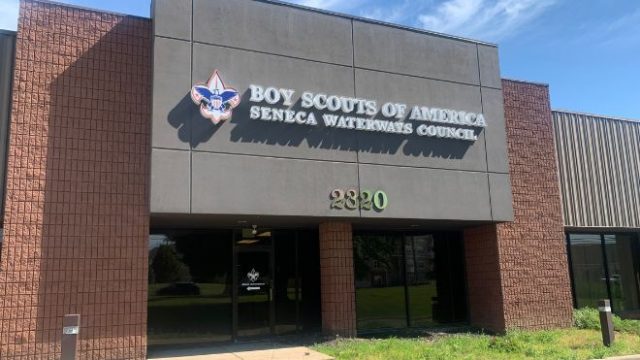 BOY SCOUTS OF AMERICA
SENECA WATERWAYS COUNCIL
2320